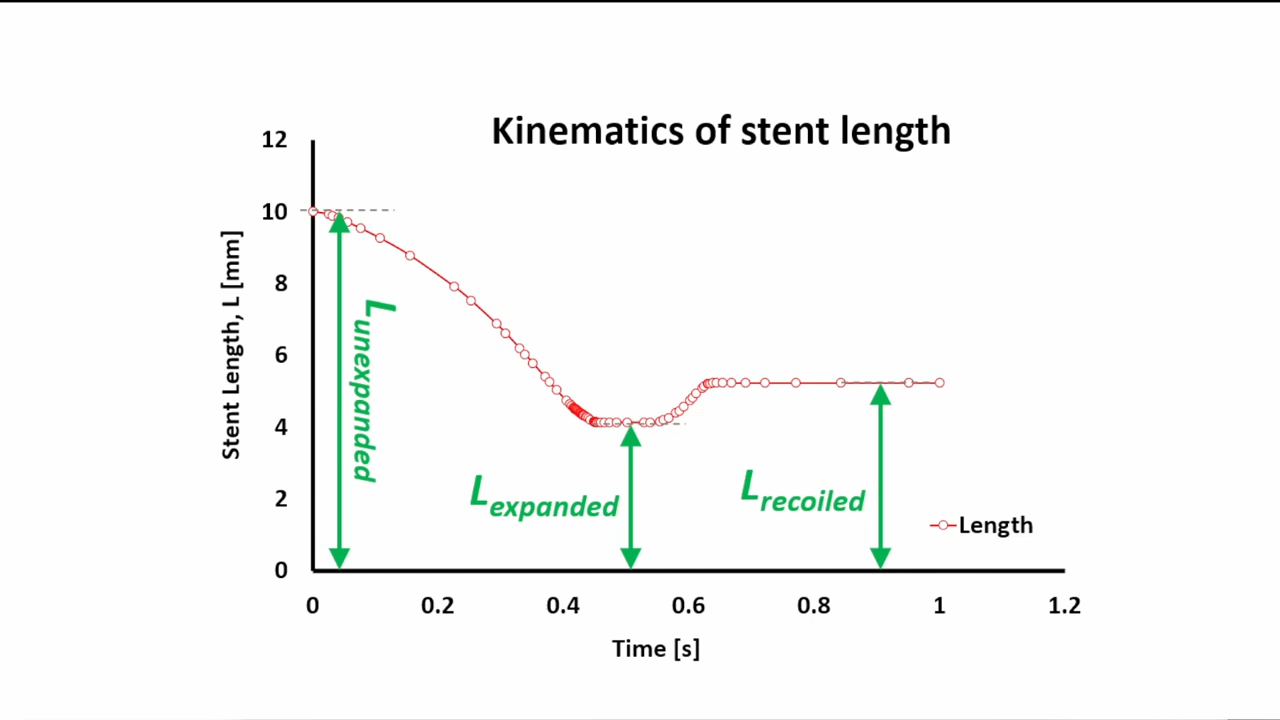 Kinematics of stent length
12
10
8
6
4
2
0
Stent Length, L [mm]
Lunexpanded
Lexpanded
Lrecoiled
Length
0 0.2 0.4 0.6 0.8 1 1.2
Time [s]